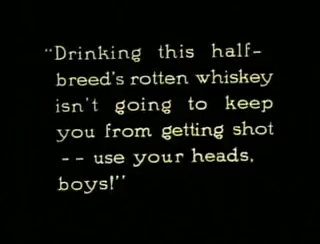 "Drinking this half-
breed's rotten whiskey
isn't going to keep
you from getting shot
-- use your heads,
boys!"